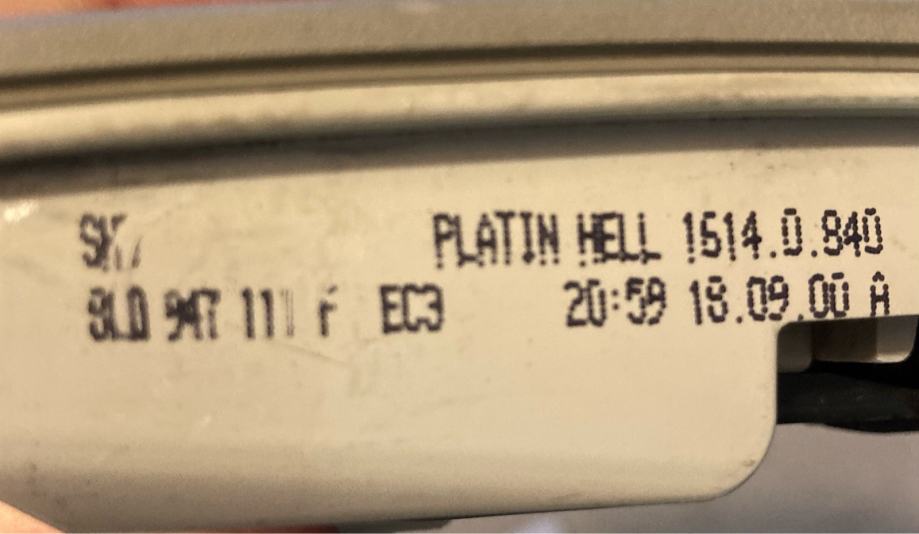 PLATIN HELL 1514.0.840
8L0 947 111 F EC3
20:59 18.09.00 A